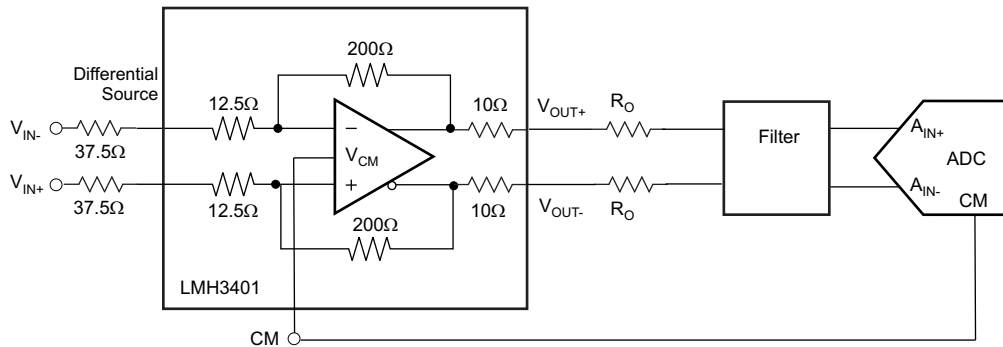 200Ω
Differential
Source
12.5Ω
10Ω
V_OUT+
R_O
V_IN-
37.5Ω
−
V_CM
+
Filter
A_IN+
ADC
A_IN-
CM
V_IN+
37.5Ω
12.5Ω
200Ω
10Ω
V_OUT-
R_O
LMH3401
CM